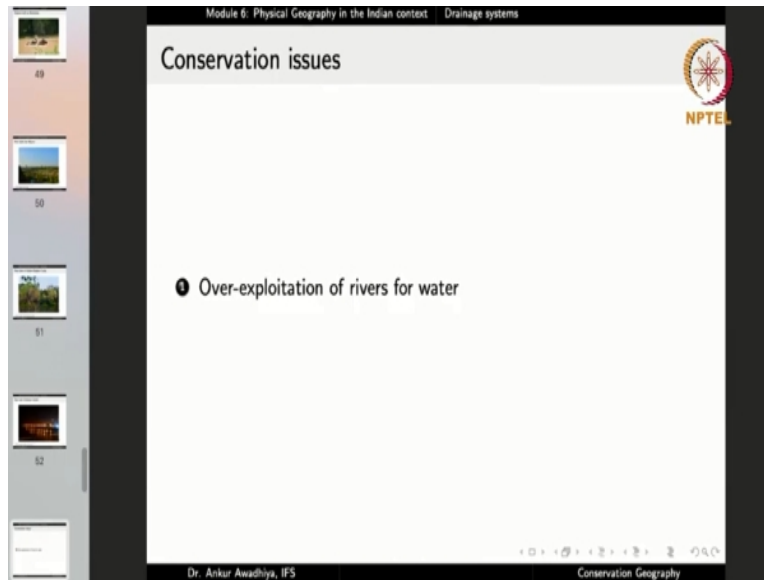 Module 6: Physical Geography in the Indian context Drainage systems
Conservation issues
NPTEL
1 Over-exploitation of rivers for water
49
50
51
52
Dr. Ankur Awadhiya, IFS Conservation Geography